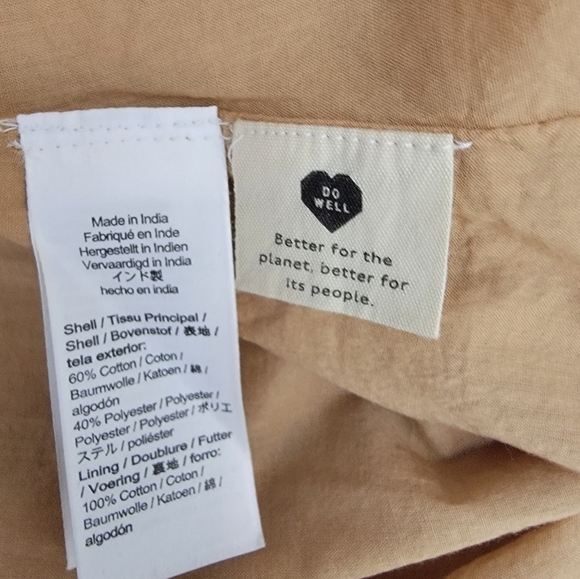 Made in India
Fabriqué en Inde
Hergestellt in Indien
Vervaardigd in India
インド製
hecho en india
Shell / Tissu Principal /
Shell / Bovenstof / 表地 /
tela exterior:
60% Cotton / Coton /
Baumwolle / Katoen / 綿 /
algodón
40% Polyester / Polyester /
Polyester / Polyester / ポリエ
ステル / poliéster
Lining / Doublure / Futter
/ Voering / 裏地 / forro:
100% Cotton / Coton /
Baumwolle / Katoen / 綿 /
algodón
DO
WELL
Better for the
planet, better for
its people.